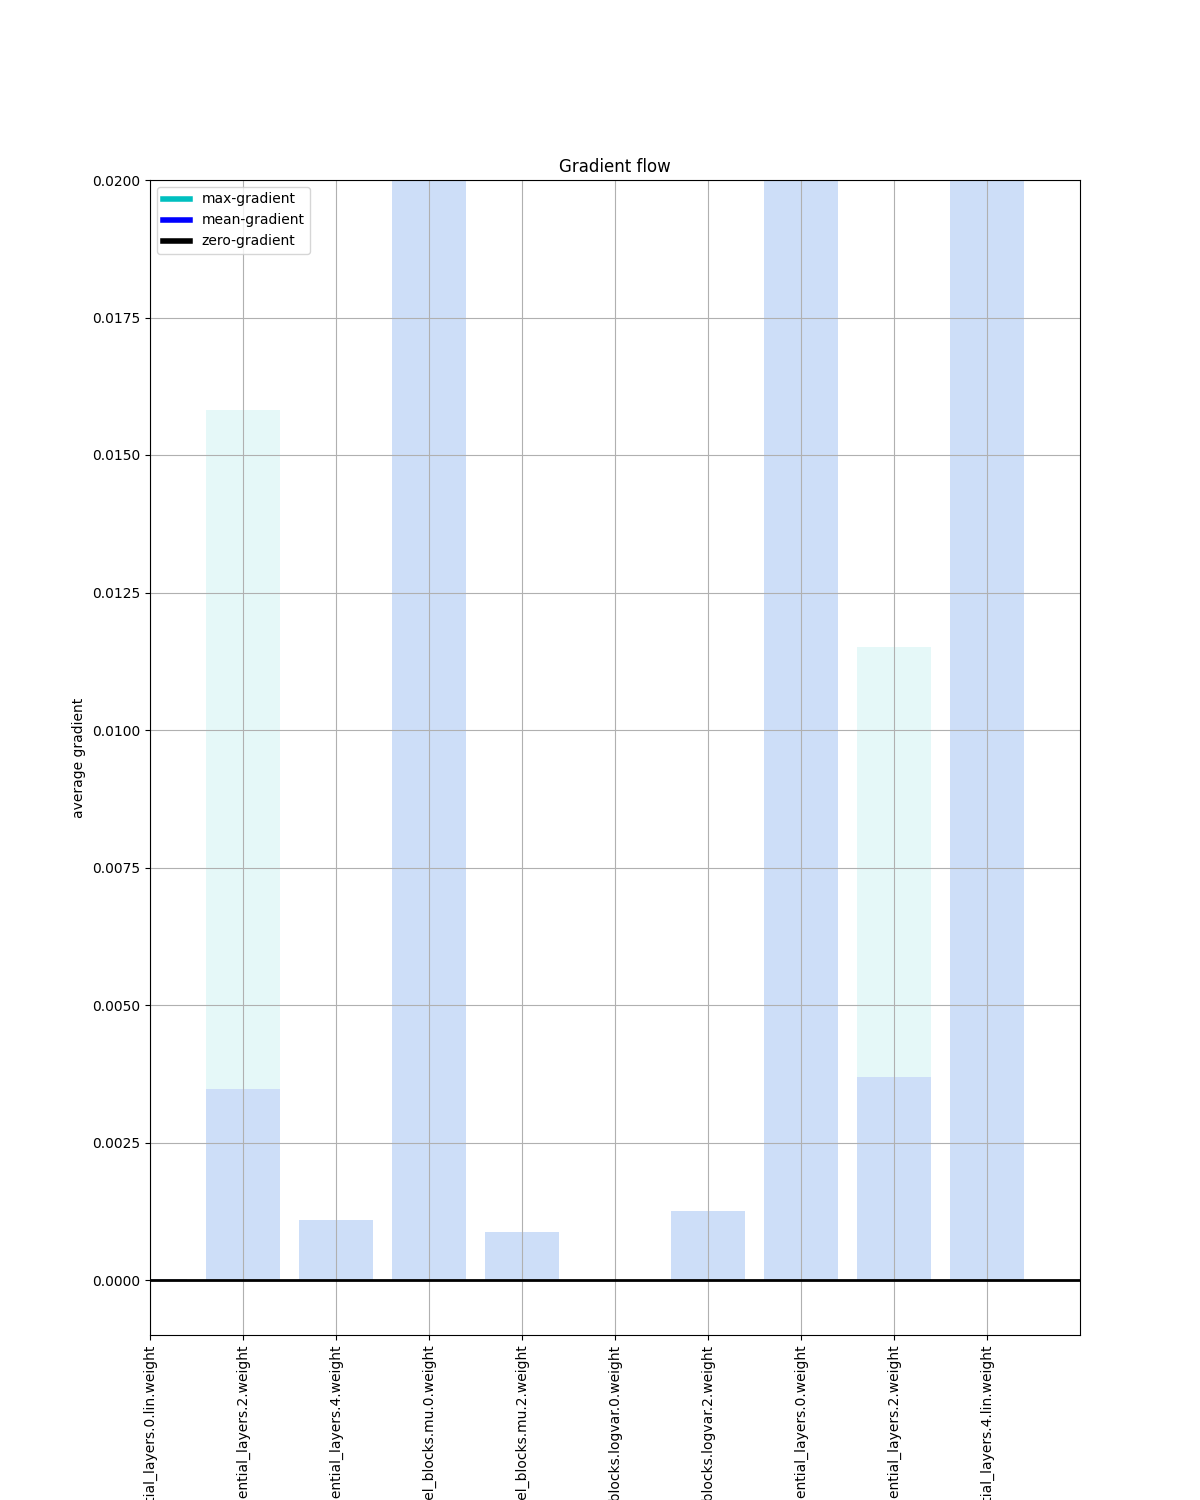 Gradient flow
max-gradient
mean-gradient
zero-gradient
0.0200
0.0175
0.0150
0.0125
0.0100
0.0075
0.0050
0.0025
0.0000
average gradient
tial_layers.0.lin.weight
ential_layers.2.weight
ential_layers.4.weight
el_blocks.mu.0.weight
el_blocks.mu.2.weight
blocks.logvar.0.weight
blocks.logvar.2.weight
ential_layers.0.weight
ential_layers.2.weight
tial_layers.4.lin.weight